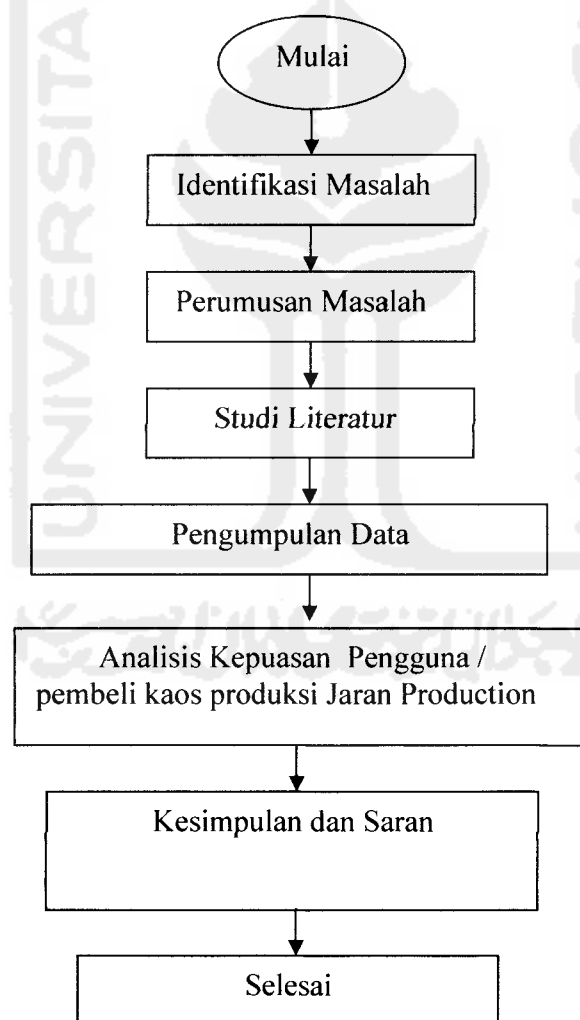 UNIVERSITA
Mulai
Identifikasi Masalah
Perumusan Masalah
Studi Literatur
Pengumpulan Data
Analisis Kepuasan Pengguna /
pembeli kaos produksi Jaran Production
Kesimpulan dan Saran
Selesai